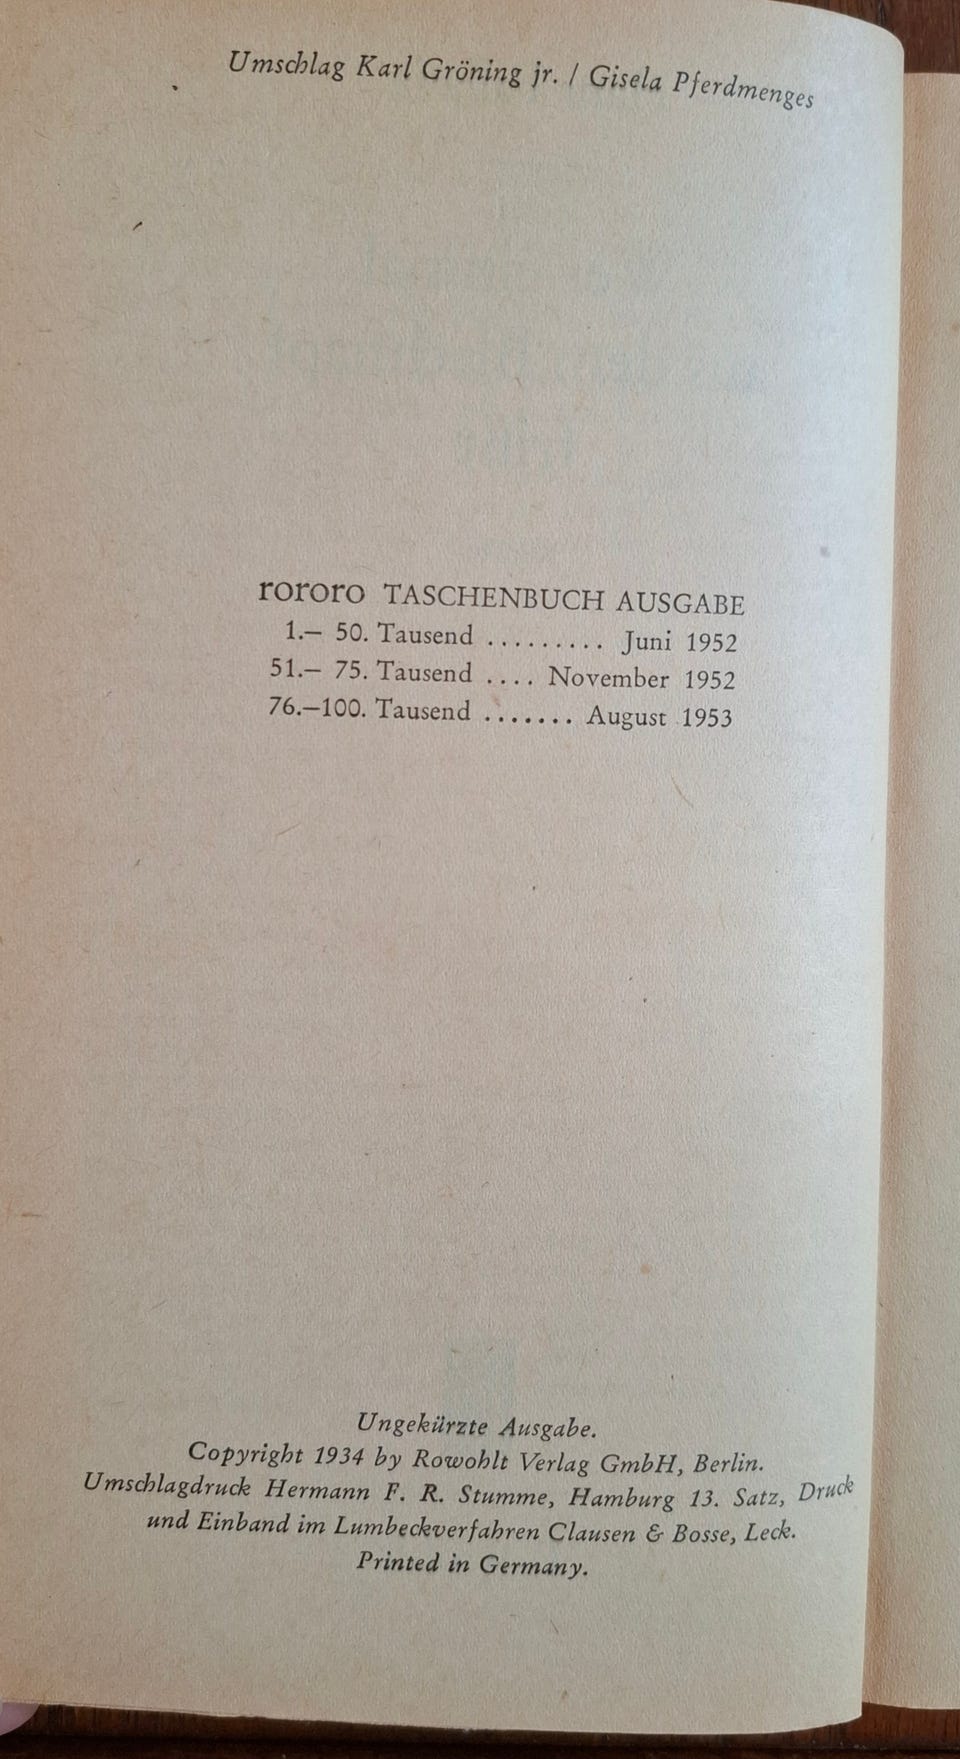 Umschlag Karl Gröning jr. / Gisela Pferdmenges
rororo TASCHENBUCH AUSGABE
1.– 50. Tausend ......... Juni 1952
51.– 75. Tausend .... November 1952
76.–100. Tausend ....... August 1953
Ungekürzte Ausgabe.
Copyright 1934 by Rowohlt Verlag GmbH, Berlin.
Umschlagdruck Hermann F. R. Stumme, Hamburg 13. Satz, Druck
und Einband im Lumbeckverfahren Clausen & Bosse, Leck.
Printed in Germany.